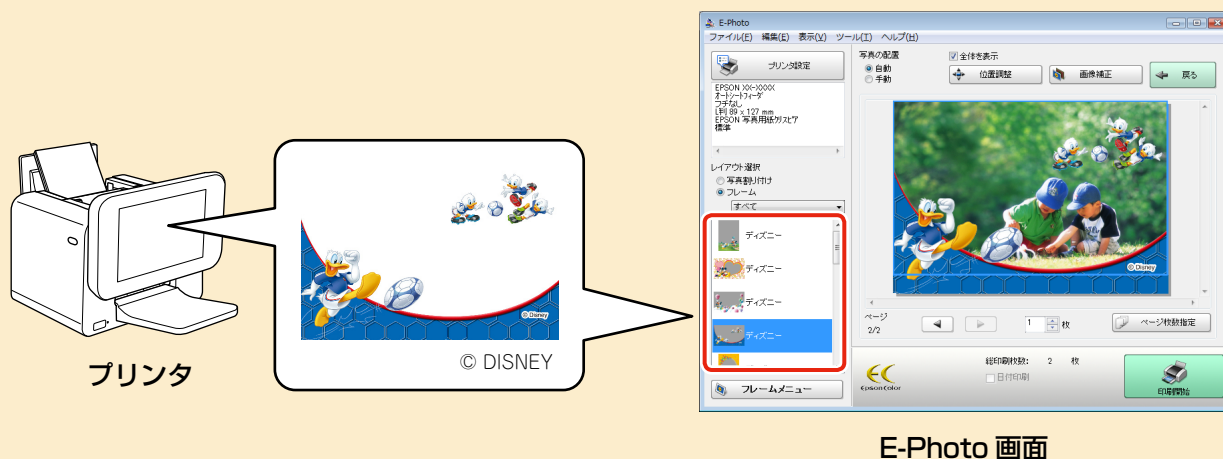 プリンタ
© Disney
© DISNEY
E-Photo
ファイル(F) 編集(E) 表示(V) ツール(T) ヘルプ(H)
プリンタ設定
EPSON XX-XXXX
オートシートフィーダ
フチなし
L判 89 x 127 mm
EPSON 写真用紙クリスピア
標準
レイアウト選択
写真割り付け
フレーム
すべて
ディズニー
ディズニー
ディズニー
ディズニー
フレームメニュー
写真の配置
自動
手動
全体を表示
位置調整
画像補正
戻る
© Disney
ページ
2/2
1 枚
ページ枚数指定
EpsonColor
総印刷枚数: 2 枚
日付印刷
印刷開始
E-Photo 画面